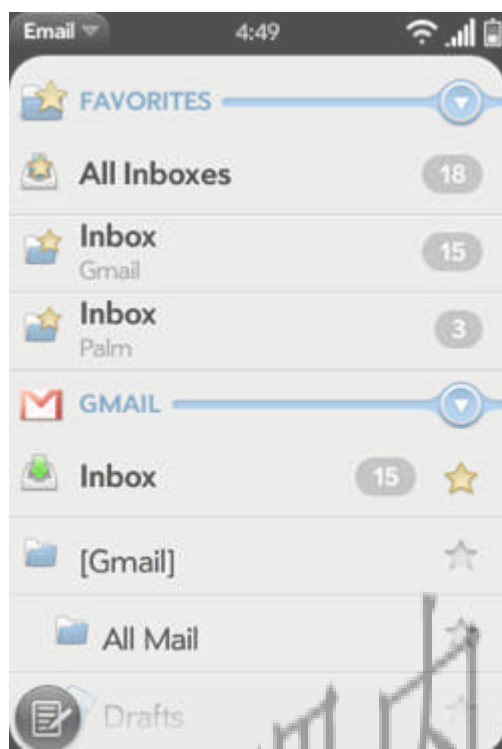 Email
4:49
FAVORITES
All Inboxes
18
Inbox
15
Gmail
Inbox
3
Palm
GMAIL
Inbox
15
[Gmail]
All Mail
Drafts